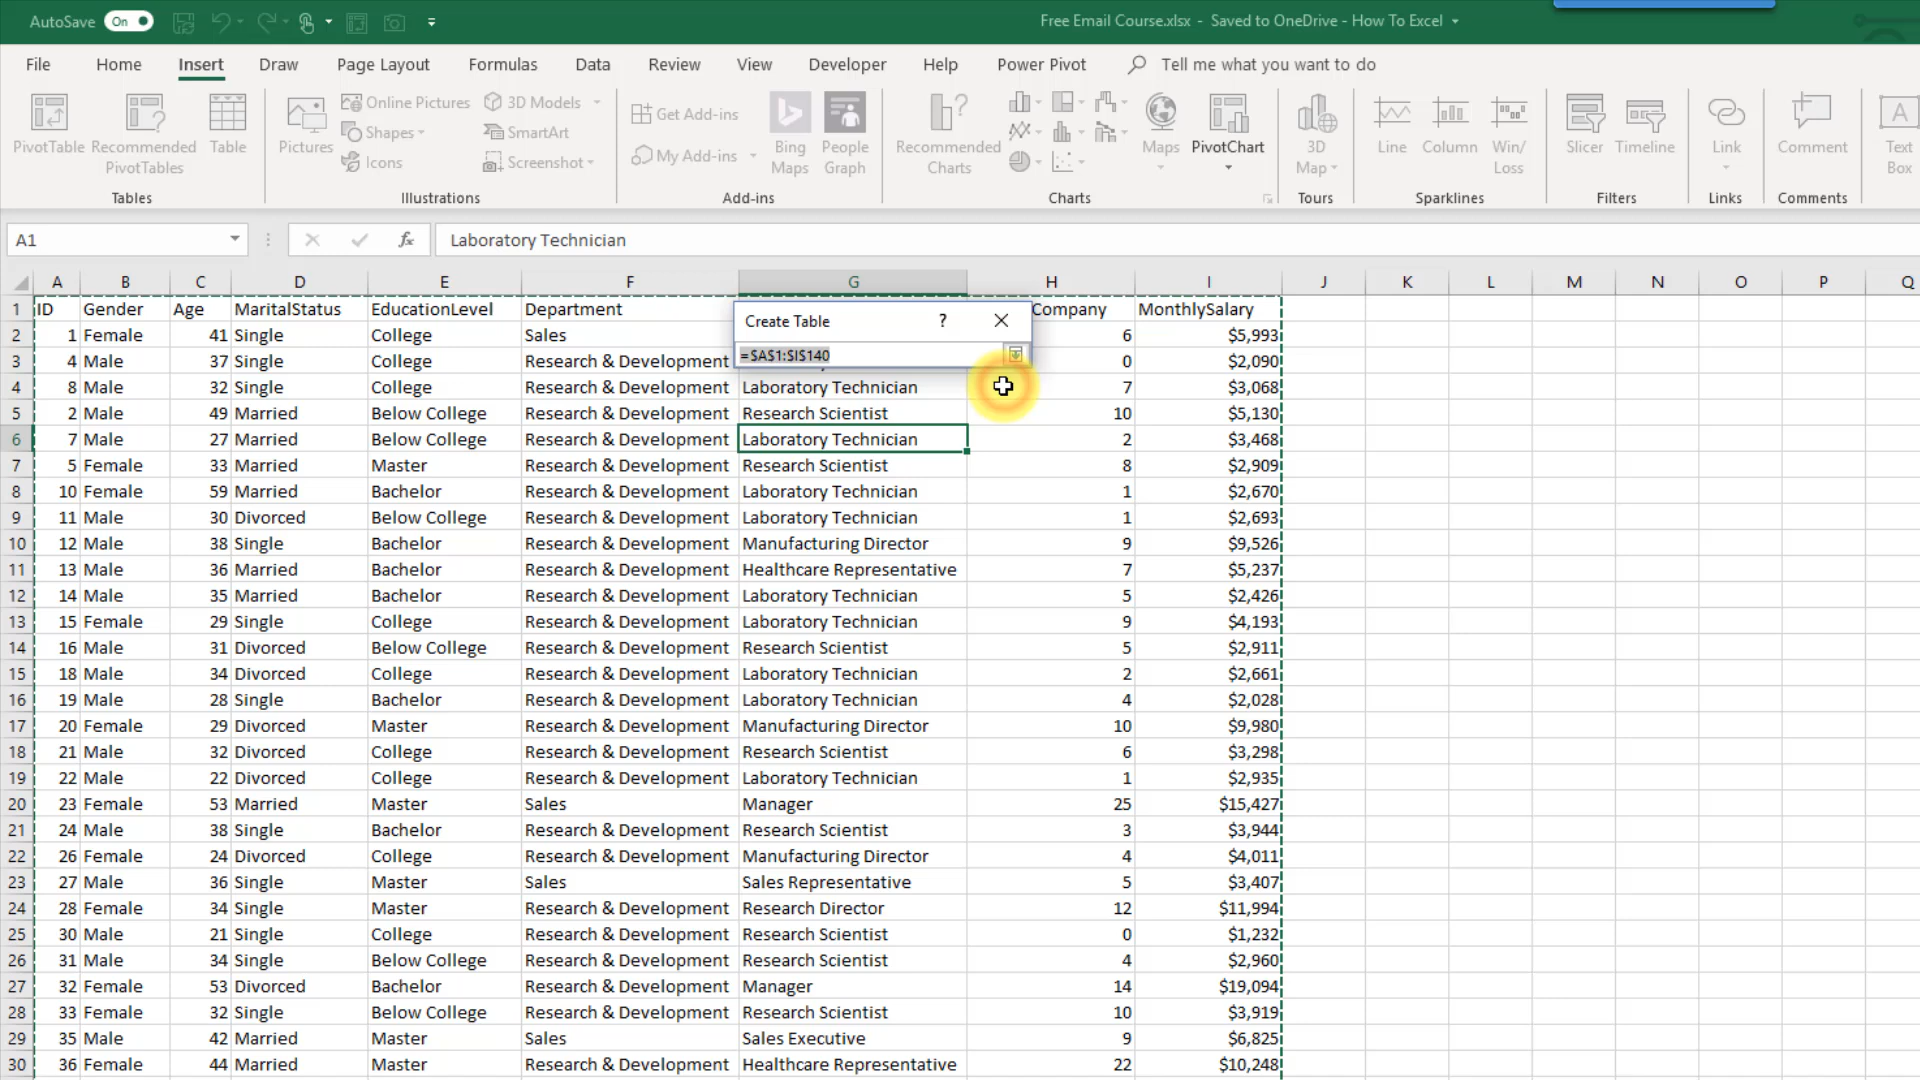 AutoSave On Free Email Course.xlsx - Saved to OneDrive - How To Excel
File Home Insert Draw Page Layout Formulas Data Review View Developer Help Power Pivot Tell me what you want to do
PivotTable Recommended PivotTables Table Pictures Online Pictures Shapes Icons 3D Models SmartArt Screenshot Get Add-ins My Add-ins Bing Maps People Graph Recommended Charts Maps PivotChart 3D Map Line Column Win/Loss Slicer Timeline Link Comment Text Box
Tables Illustrations Add-ins Charts Tours Sparklines Filters Links Comments
A1 fx Laboratory Technician
A B C D E F G H I J K L M N O P Q
1 ID Gender Age MaritalStatus EducationLevel Department Company MonthlySalary
Create Table ?
=$A$1:$I$140
2 1 Female 41 Single College Sales 6 $5,993
3 4 Male 37 Single College Research & Development 0 $2,090
4 8 Male 32 Single College Research & Development Laboratory Technician 7 $3,068
5 2 Male 49 Married Below College Research & Development Research Scientist 10 $5,130
6 7 Male 27 Married Below College Research & Development Laboratory Technician 2 $3,468
7 5 Female 33 Married Master Research & Development Research Scientist 8 $2,909
8 10 Female 59 Married Bachelor Research & Development Laboratory Technician 1 $2,670
9 11 Male 30 Divorced Below College Research & Development Laboratory Technician 1 $2,693
10 12 Male 38 Single Bachelor Research & Development Manufacturing Director 9 $9,526
11 13 Male 36 Married Bachelor Research & Development Healthcare Representative 7 $5,237
12 14 Male 35 Married Bachelor Research & Development Laboratory Technician 5 $2,426
13 15 Female 29 Single College Research & Development Laboratory Technician 9 $4,193
14 16 Male 31 Divorced Below College Research & Development Research Scientist 5 $2,911
15 18 Male 34 Divorced College Research & Development Laboratory Technician 2 $2,661
16 19 Male 28 Single Bachelor Research & Development Laboratory Technician 4 $2,028
17 20 Female 29 Divorced Master Research & Development Manufacturing Director 10 $9,980
18 21 Male 32 Divorced College Research & Development Research Scientist 6 $3,298
19 22 Male 22 Divorced College Research & Development Laboratory Technician 1 $2,935
20 23 Female 53 Married Master Sales Manager 25 $15,427
21 24 Male 38 Single Bachelor Research & Development Research Scientist 3 $3,944
22 26 Female 24 Divorced College Research & Development Manufacturing Director 4 $4,011
23 27 Male 36 Single Master Sales Sales Representative 5 $3,407
24 28 Female 34 Single Master Research & Development Research Director 12 $11,994
25 30 Male 21 Single College Research & Development Research Scientist 0 $1,232
26 31 Male 34 Single Below College Research & Development Research Scientist 4 $2,960
27 32 Female 53 Divorced Bachelor Research & Development Manager 14 $19,094
28 33 Female 32 Single Below College Research & Development Research Scientist 10 $3,919
29 35 Male 42 Married Master Sales Sales Executive 9 $6,825
30 36 Female 44 Married Master Research & Development Healthcare Representative 22 $10,248